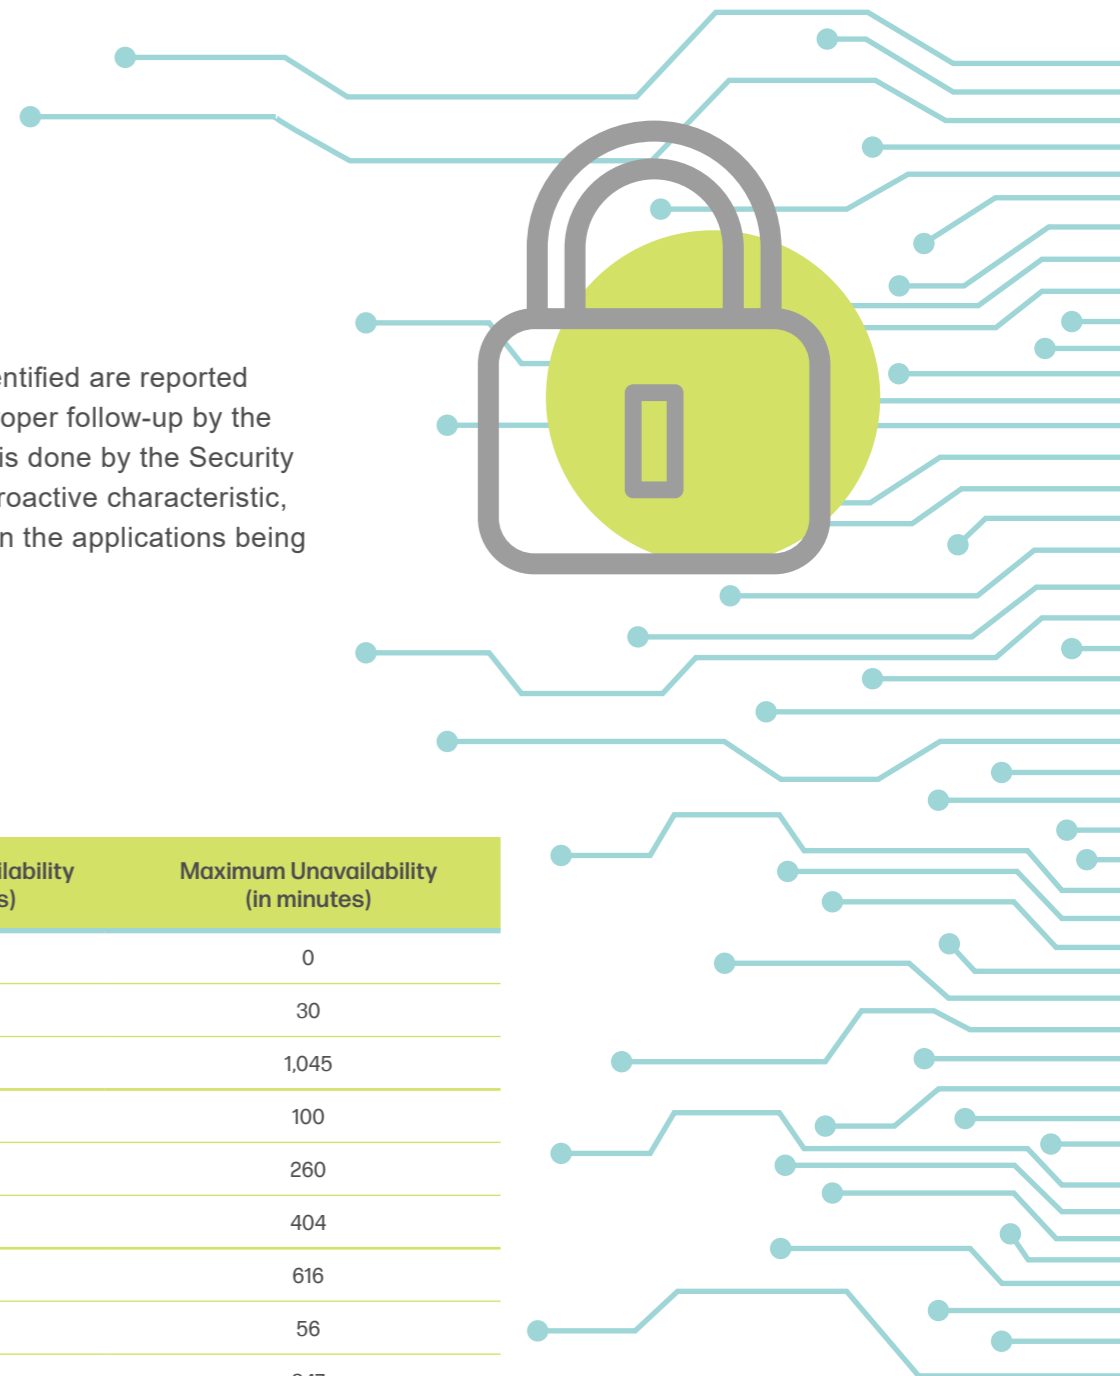 entified are reported
roper follow-up by the
is done by the Security
roactive characteristic,
n the applications being
ilability Maximum Unavailability
s) (in minutes)
0
30
1,045
100
260
404
616
56